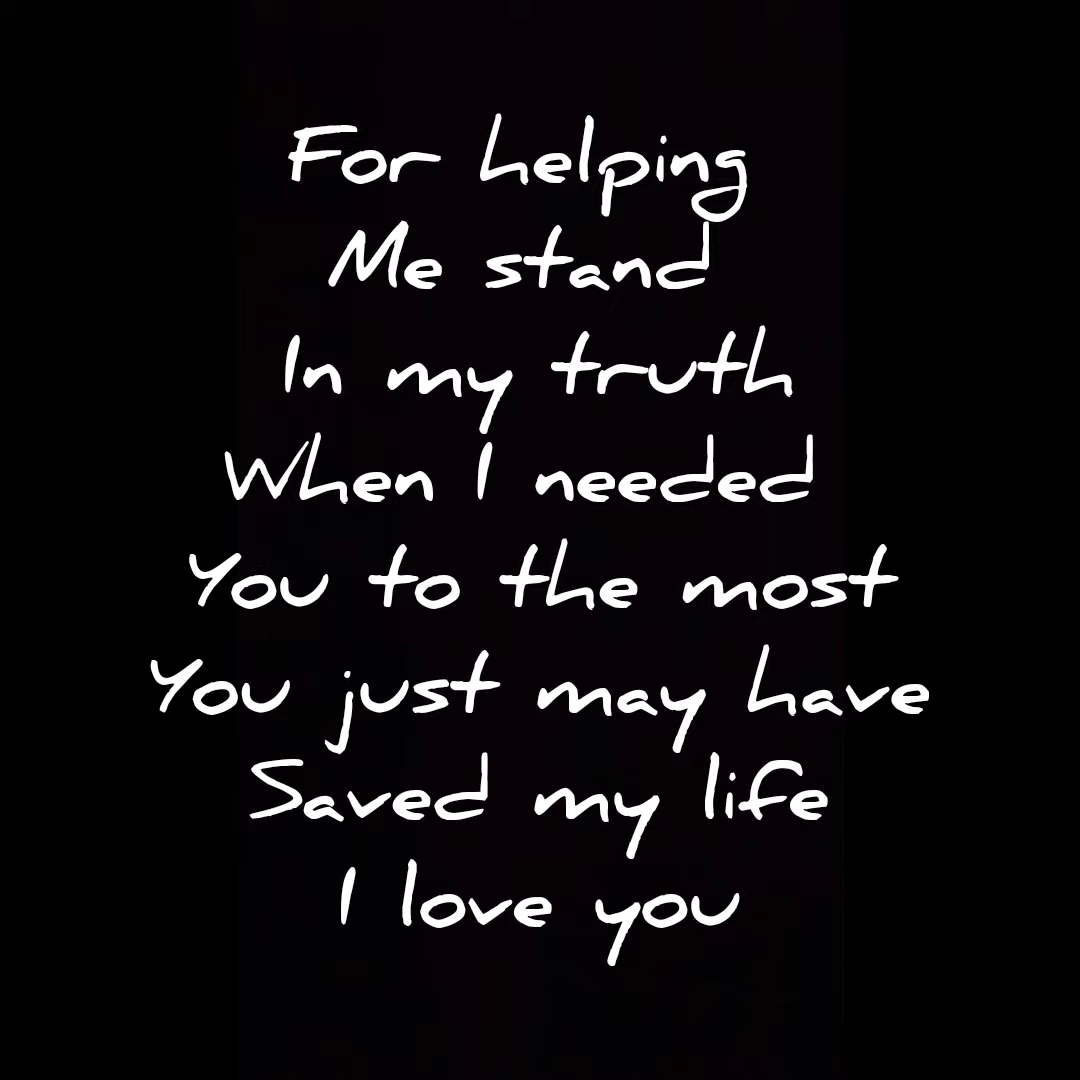 For helping
Me stand
In my truth
When I needed
You to the most
You just may have
Saved my life
I love you